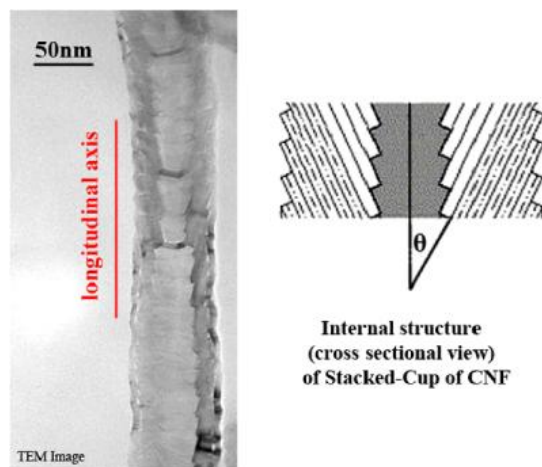 50nm
longitudinal axis
TEM Image
θ
Internal structure
(cross sectional view)
of Stacked-Cup of CNF